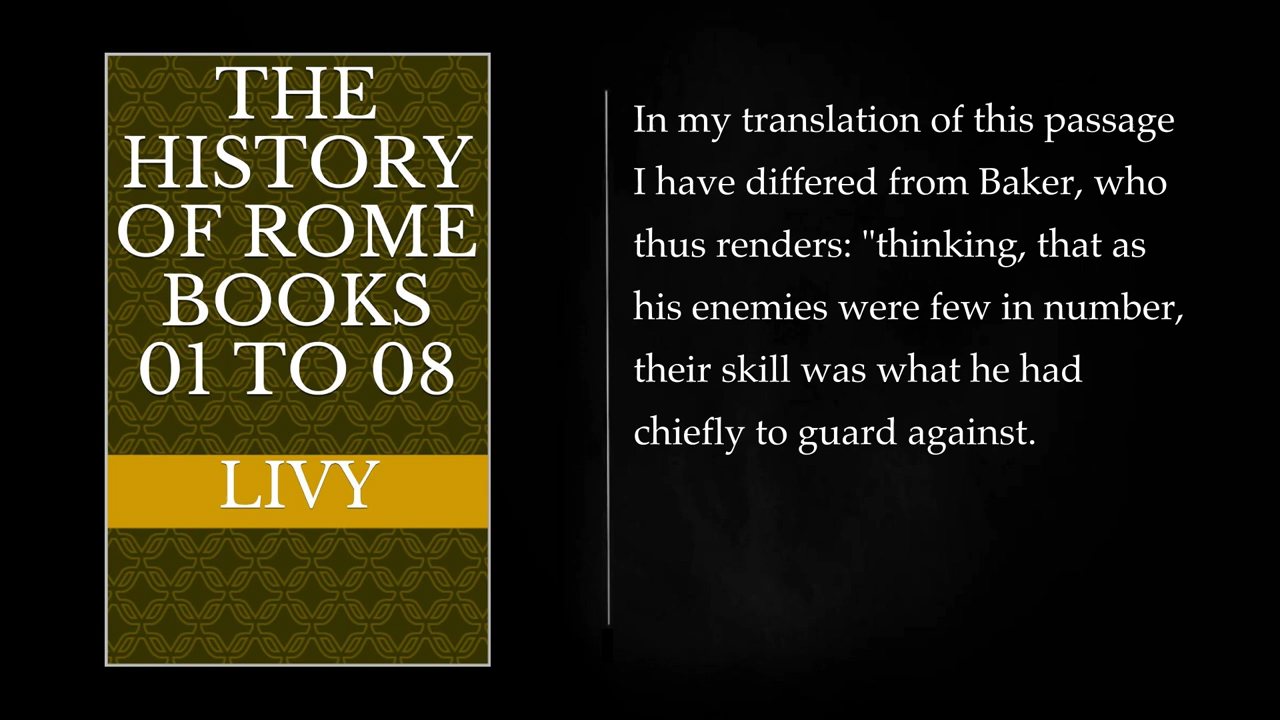 THE
HISTORY
OF ROME
BOOKS
01 TO 08
LIVY
In my translation of this passage
I have differed from Baker, who
thus renders: "thinking, that as
his enemies were few in number,
their skill was what he had
chiefly to guard against.